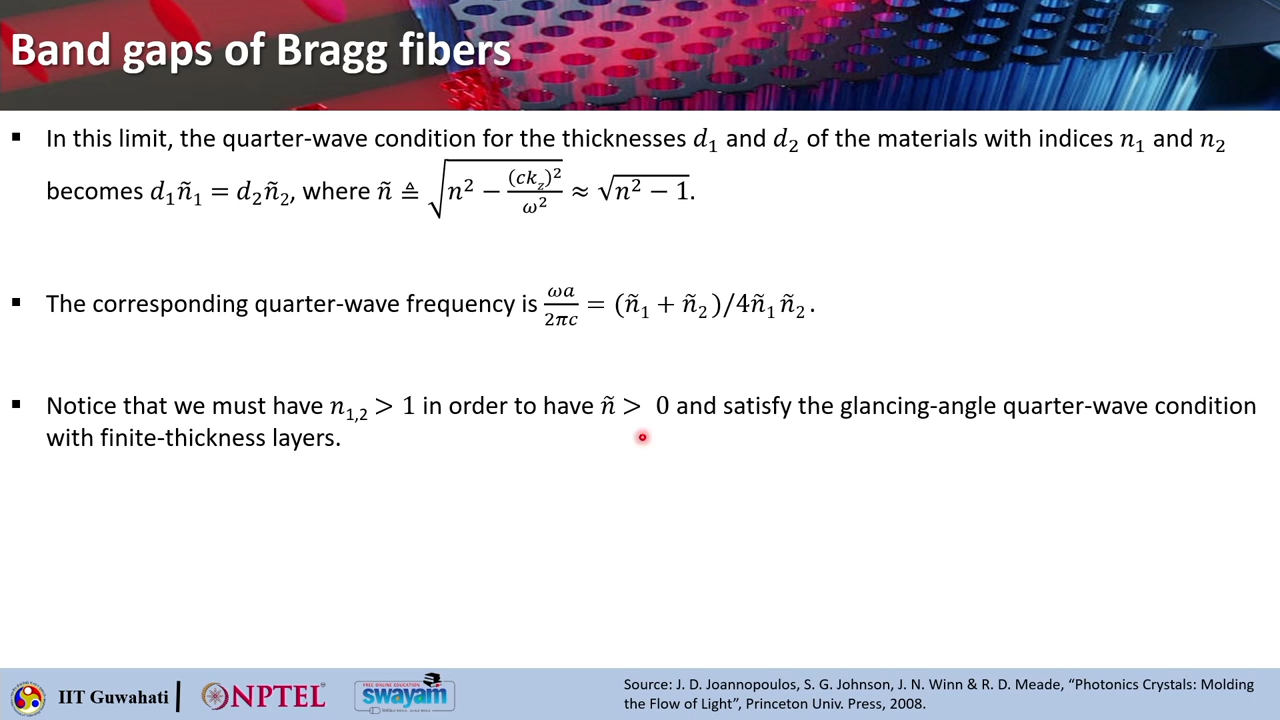 Band gaps of Bragg fibers
▪ In this limit, the quarter-wave condition for the thicknesses d₁ and d₂ of the materials with indices n₁ and n₂
becomes d₁ñ₁ = d₂ñ₂, where ñ ≜ √(n² − (ck_z)²/ω²) ≈ √(n² − 1).
▪ The corresponding quarter-wave frequency is ωa/2πc = (ñ₁ + ñ₂)/4ñ₁ñ₂.
▪ Notice that we must have n₁,₂ > 1 in order to have ñ > 0 and satisfy the glancing-angle quarter-wave condition
with finite-thickness layers.
IIT Guwahati
NPTEL
FREE ONLINE EDUCATION
swayam
Source: J. D. Joannopoulos, S. G. Johnson, J. N. Winn & R. D. Meade, “Photonics Crystals: Molding
the Flow of Light”, Princeton Univ. Press, 2008.